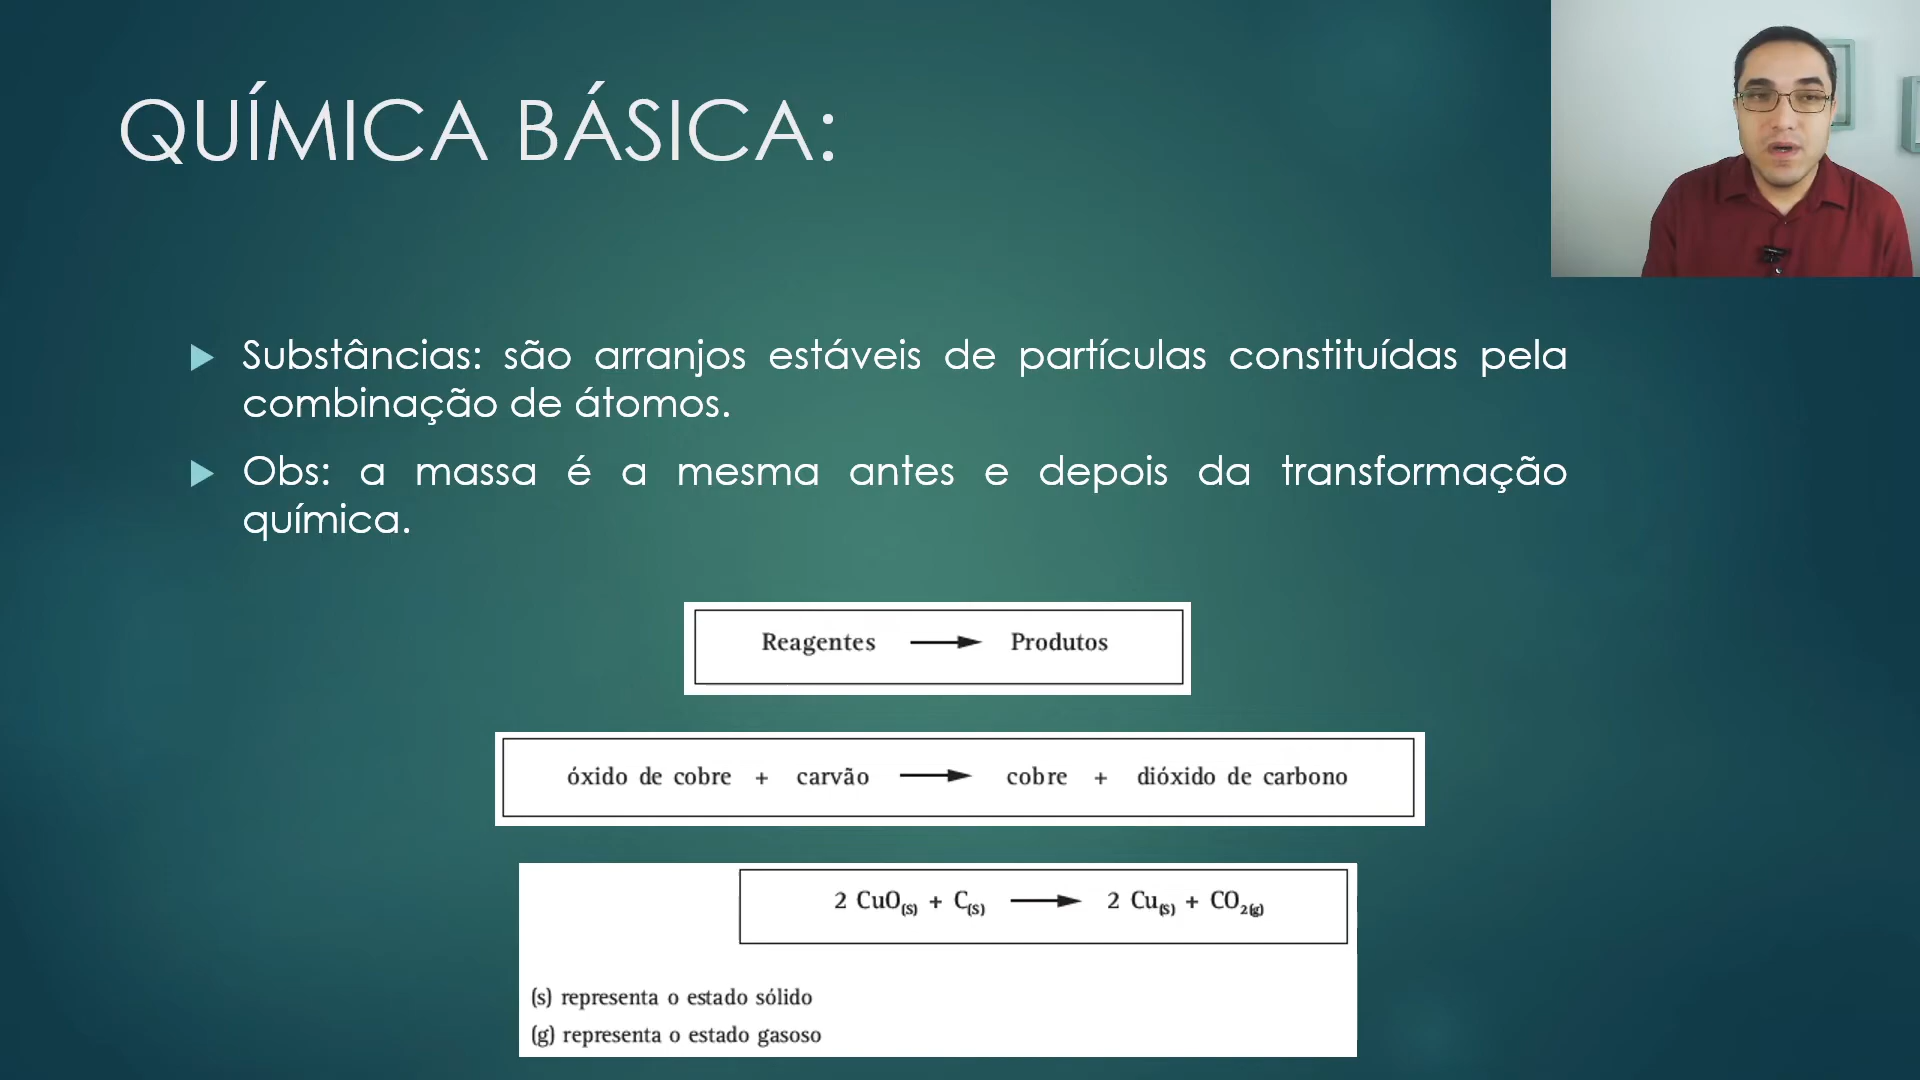 QUÍMICA BÁSICA:
Substâncias: são arranjos estáveis de partículas constituídas pela
combinação de átomos.
Obs: a massa é a mesma antes e depois da transformação
química.
Reagentes → Produtos
óxido de cobre + carvão → cobre + dióxido de carbono
2 CuO(s) + C(s) → 2 Cu(s) + CO2(g)
(s) representa o estado sólido
(g) representa o estado gasoso